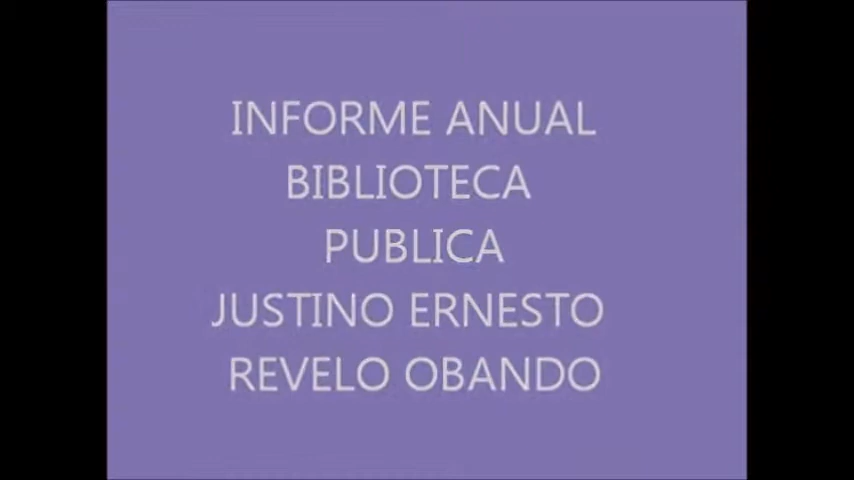 INFORME ANUAL
BIBLIOTECA
PUBLICA
JUSTINO ERNESTO
REVELO OBANDO